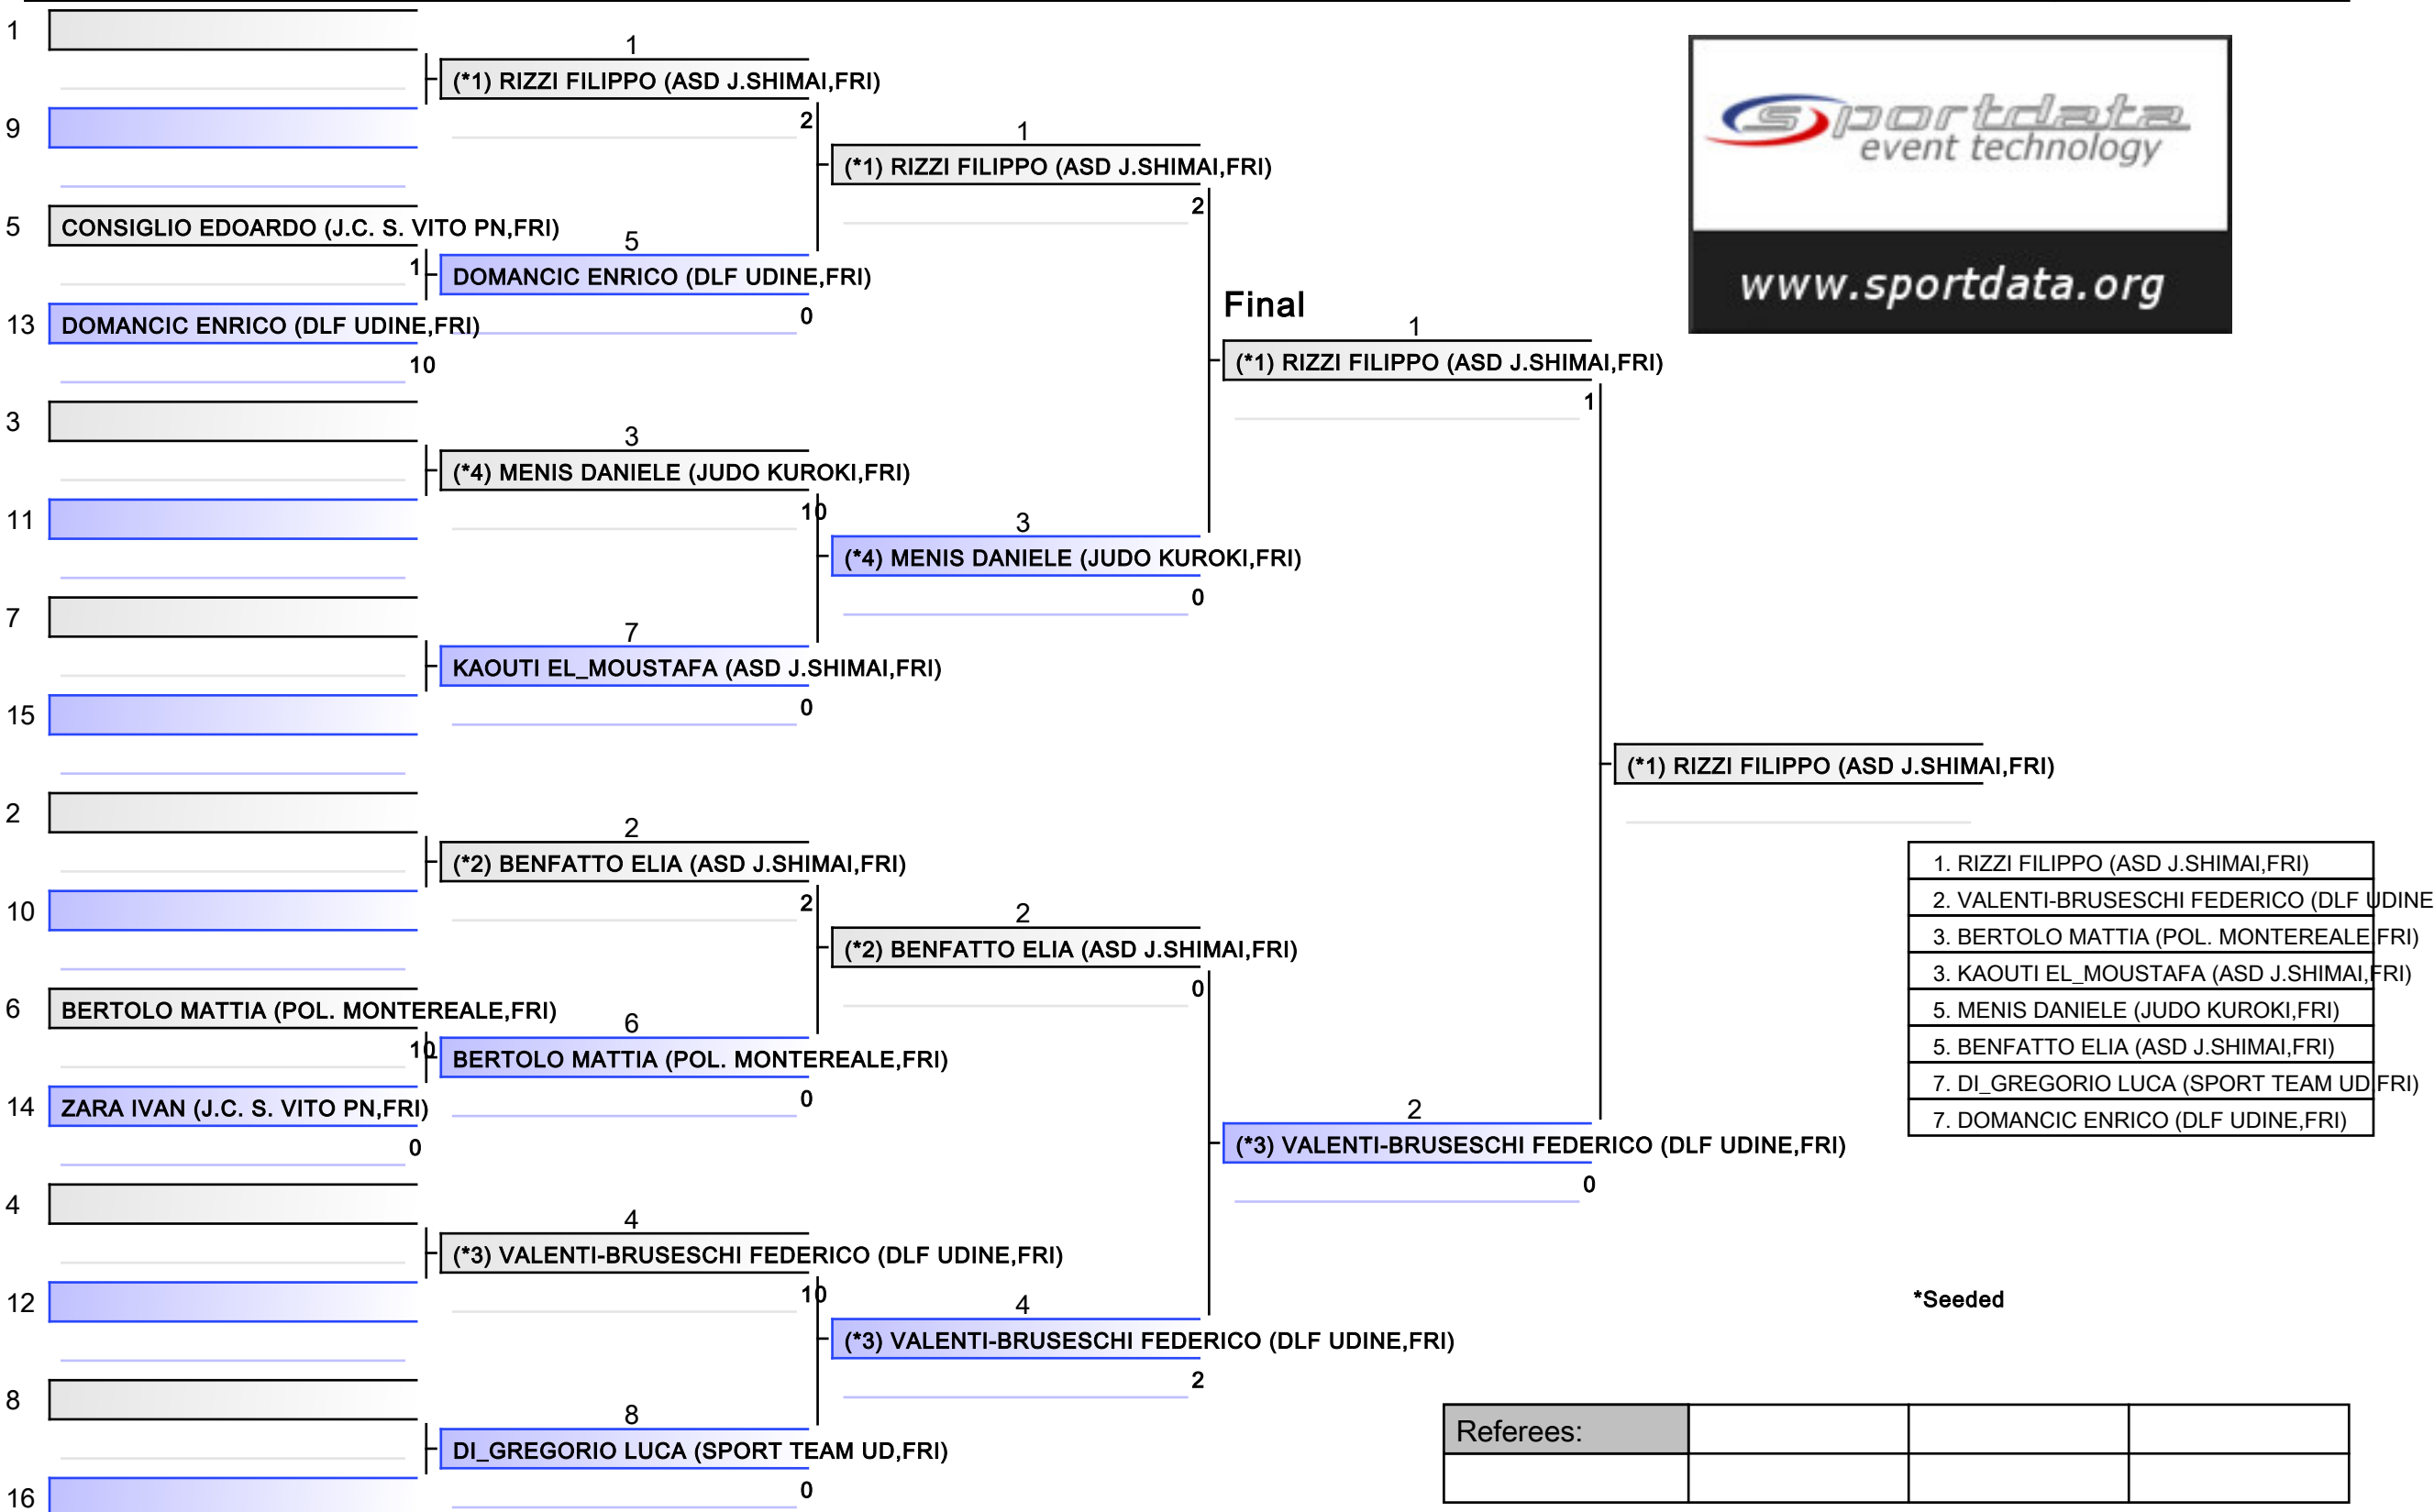 1
1
(*1) RIZZI FILIPPO (ASD J.SHIMAI,FRI)
2
9
1
(*1) RIZZI FILIPPO (ASD J.SHIMAI,FRI)
2
5
CONSIGLIO EDOARDO (J.C. S. VITO PN,FRI)
1
5
DOMANCIC ENRICO (DLF UDINE,FRI)
0
13
DOMANCIC ENRICO (DLF UDINE,FRI)
10
Final
1
(*1) RIZZI FILIPPO (ASD J.SHIMAI,FRI)
1
3
3
(*4) MENIS DANIELE (JUDO KUROKI,FRI)
10
11
3
(*4) MENIS DANIELE (JUDO KUROKI,FRI)
0
7
7
KAOUTI EL_MOUSTAFA (ASD J.SHIMAI,FRI)
0
15
(*1) RIZZI FILIPPO (ASD J.SHIMAI,FRI)
2
2
(*2) BENFATTO ELIA (ASD J.SHIMAI,FRI)
2
10
2
(*2) BENFATTO ELIA (ASD J.SHIMAI,FRI)
0
6
BERTOLO MATTIA (POL. MONTEREALE,FRI)
10
6
BERTOLO MATTIA (POL. MONTEREALE,FRI)
0
14
ZARA IVAN (J.C. S. VITO PN,FRI)
0
2
(*3) VALENTI-BRUSESCHI FEDERICO (DLF UDINE,FRI)
0
4
4
(*3) VALENTI-BRUSESCHI FEDERICO (DLF UDINE,FRI)
10
12
4
(*3) VALENTI-BRUSESCHI FEDERICO (DLF UDINE,FRI)
2
8
8
DI_GREGORIO LUCA (SPORT TEAM UD,FRI)
0
16
sportdata
event technology
www.sportdata.org
1. RIZZI FILIPPO (ASD J.SHIMAI,FRI)
2. VALENTI-BRUSESCHI FEDERICO (DLF UDINE
3. BERTOLO MATTIA (POL. MONTEREALE,FRI)
3. KAOUTI EL_MOUSTAFA (ASD J.SHIMAI,FRI)
5. MENIS DANIELE (JUDO KUROKI,FRI)
5. BENFATTO ELIA (ASD J.SHIMAI,FRI)
7. DI_GREGORIO LUCA (SPORT TEAM UD,FRI)
7. DOMANCIC ENRICO (DLF UDINE,FRI)
*Seeded
Referees: